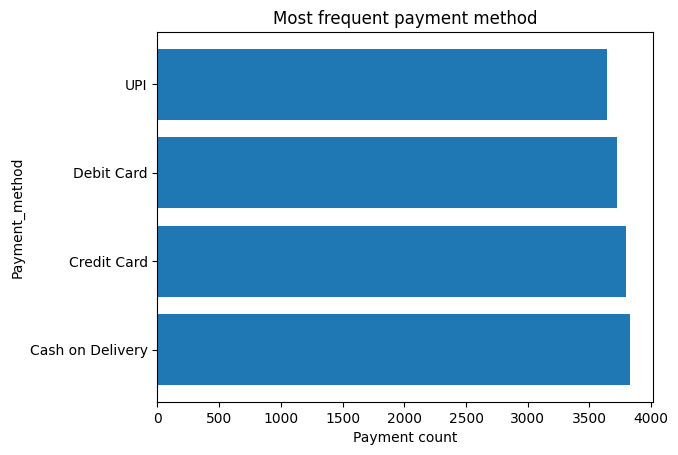 Most frequent payment method
UPI
Debit Card
Credit Card
Cash on Delivery
Payment_method
0 500 1000 1500 2000 2500 3000 3500 4000
Payment count